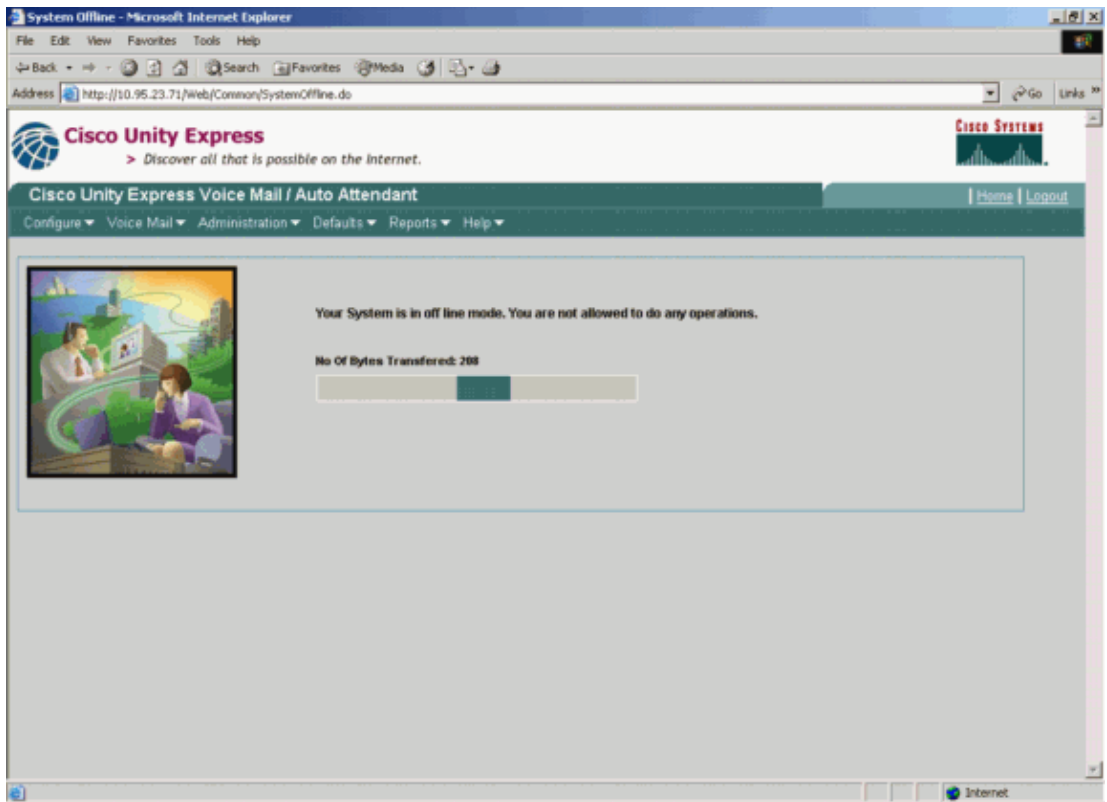 System Offline - Microsoft Internet Explorer
File Edit View Favorites Tools Help
Back Search Favorites Media
Address http://10.95.23.71/Web/Common/SystemOffline.do Go Links »
Cisco Unity Express
> Discover all that is possible on the Internet.
CISCO SYSTEMS
Cisco Unity Express Voice Mail / Auto Attendant
| Home | Logout
Configure Voice Mail Administration Defaults Reports Help
Your System is in off line mode. You are not allowed to do any operations.
No Of Bytes Transfered: 208
Internet